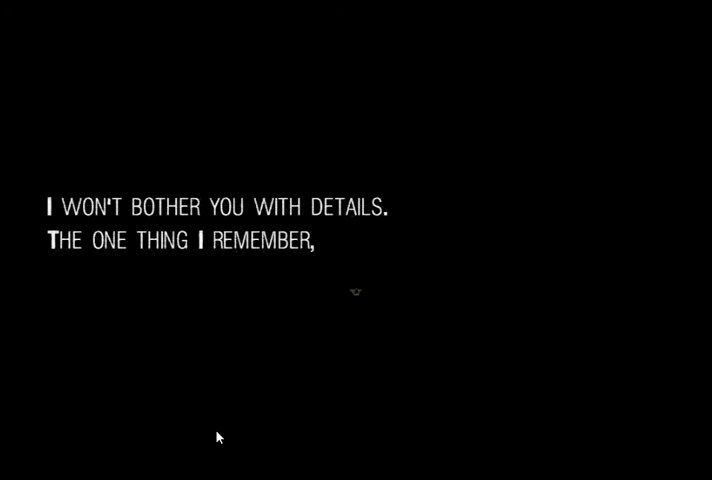 I WON'T BOTHER YOU WITH DETAILS.
THE ONE THING I REMEMBER,